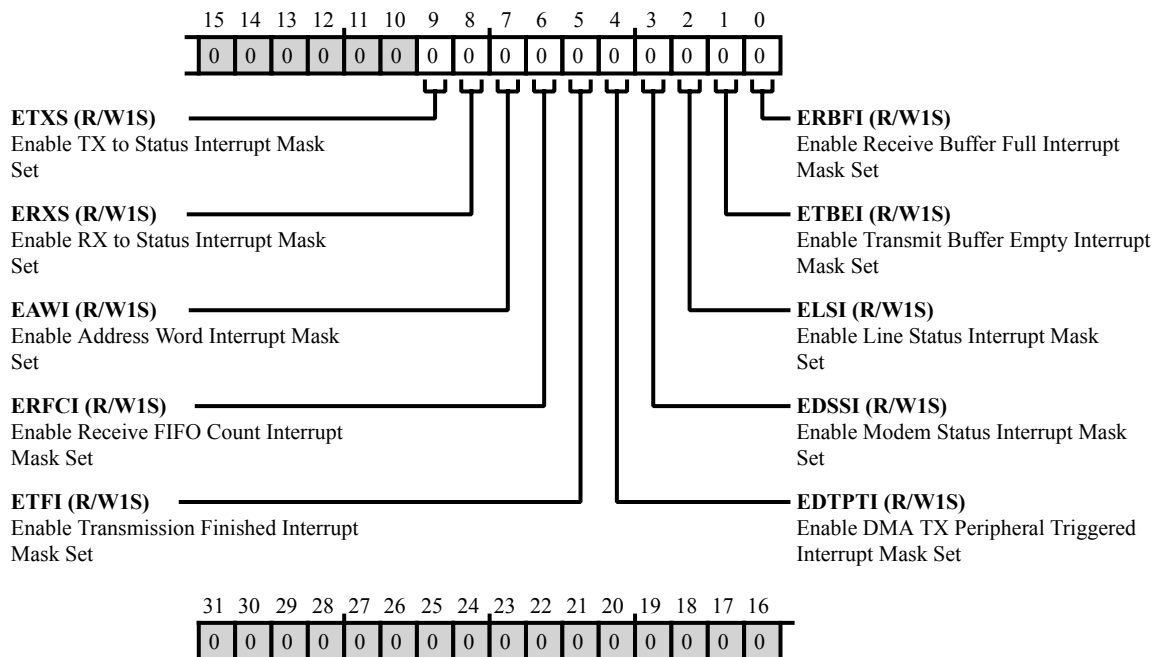 15 14 13 12 11 10 9 8 7 6 5 4 3 2 1 0
0 0 0 0 0 0 0 0 0 0 0 0 0 0 0 0
ETXS (R/W1S)
Enable TX to Status Interrupt Mask
Set
ERXS (R/W1S)
Enable RX to Status Interrupt Mask
Set
EAWI (R/W1S)
Enable Address Word Interrupt Mask
Set
ERFCI (R/W1S)
Enable Receive FIFO Count Interrupt
Mask Set
ETFI (R/W1S)
Enable Transmission Finished Interrupt
Mask Set
ERBFI (R/W1S)
Enable Receive Buffer Full Interrupt
Mask Set
ETBEI (R/W1S)
Enable Transmit Buffer Empty Interrupt
Mask Set
ELSI (R/W1S)
Enable Line Status Interrupt Mask
Set
EDSSI (R/W1S)
Enable Modem Status Interrupt Mask
Set
EDTPTI (R/W1S)
Enable DMA TX Peripheral Triggered
Interrupt Mask Set
31 30 29 28 27 26 25 24 23 22 21 20 19 18 17 16
0 0 0 0 0 0 0 0 0 0 0 0 0 0 0 0